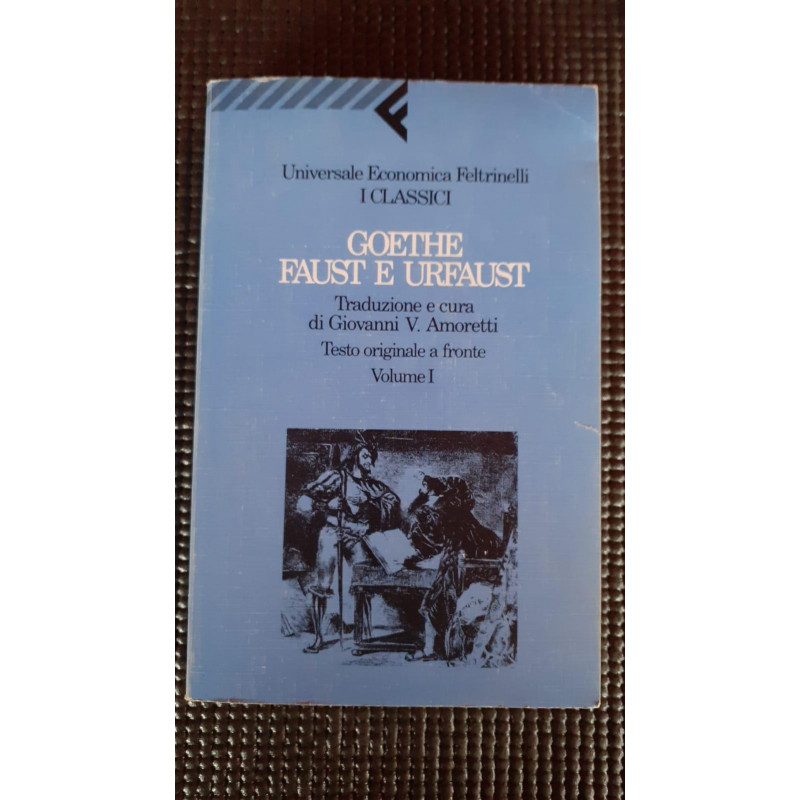 Universale Economica Feltrinelli
I CLASSICI
GOETHE
FAUST E URFAUST
Traduzione e cura
di Giovanni V. Amoretti
Testo originale a fronte
Volume I